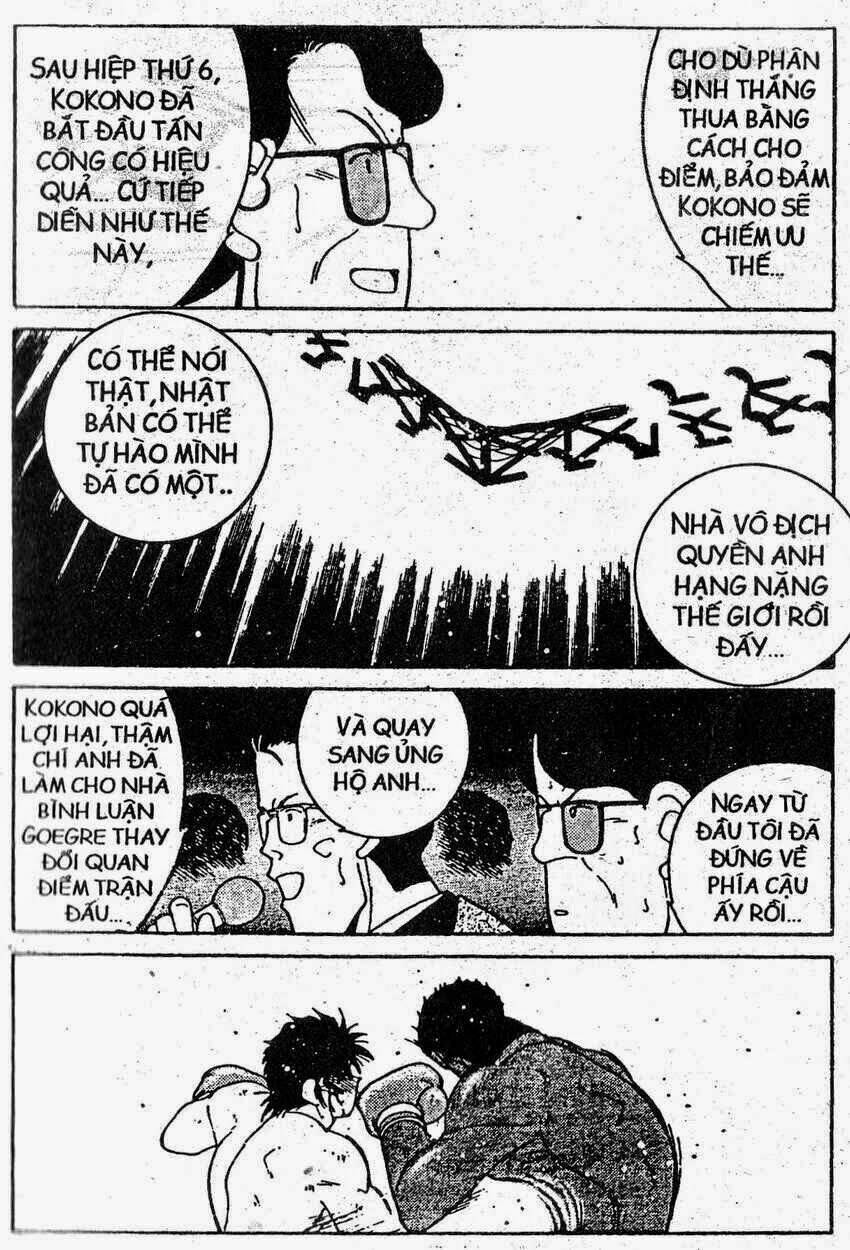 SAU HIỆP THỨ 6,
KOKONO ĐÃ
BẮT ĐẦU TẤN
CÔNG CÓ HIỆU
QUẢ... CỨ TIẾP
DIỄN NHƯ THẾ
NÀY,
CHO DÙ PHÂN
ĐỊNH THẮNG
THUA BẰNG
CÁCH CHO
ĐIỂM, BẢO ĐẢM
KOKONO SẼ
CHIẾM ƯU
THẾ...
CÓ THỂ NÓI
THẬT, NHẬT
BẢN CÓ THỂ
TỰ HÀO MÌNH
ĐÃ CÓ MỘT..
NHÀ VÔ ĐỊCH
QUYỀN ANH
HẠNG NẶNG
THẾ GIỚI RỒI
ĐẤY...
KOKONO QUÁ
LỢI HẠI, THẬM
CHÍ ANH ĐÃ
LÀM CHO NHÀ
BÌNH LUẬN
GOEGRE THAY
ĐỔI QUAN
ĐIỂM TRẬN
ĐẤU...
VÀ QUAY
SANG ỦNG
HỘ ANH...
NGAY TỪ
ĐẦU TÔI ĐÃ
ĐỨNG VỀ
PHÍA CẬU
ẤY RỒI...